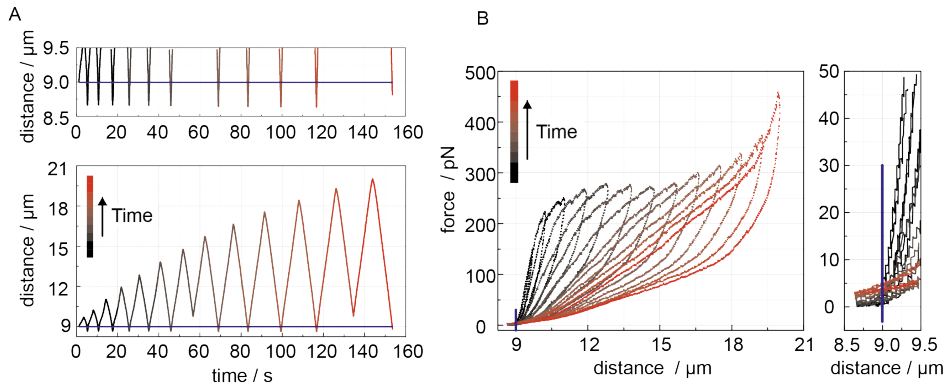 A
distance / µm
9.5
9.0
8.5
0 20 40 60 80 100 120 140 160
distance / µm
21
18
15
12
9
Time
0 20 40 60 80 100 120 140 160
time / s
B
force / pN
500
400
300
200
100
0
Time
9 12 15 18 21
distance / µm
50
40
30
20
10
0
8.5 9.0 9.5
distance / µm